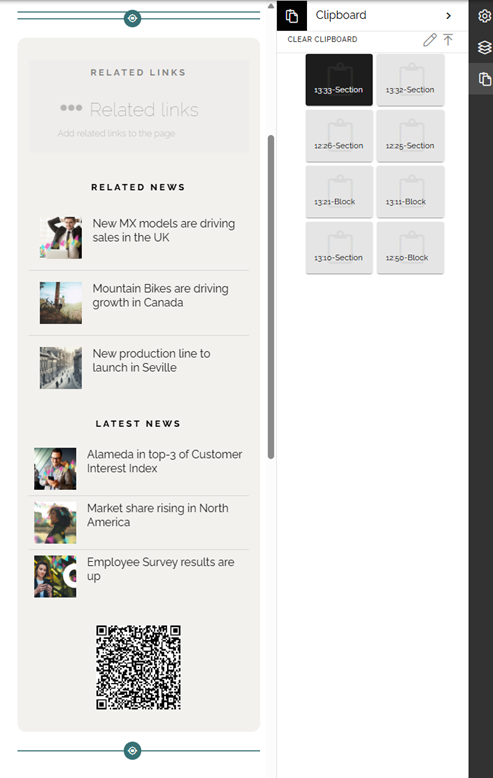 RELATED LINKS
Related links
Add related links to the page
RELATED NEWS
New MX models are driving
sales in the UK
Mountain Bikes are driving
growth in Canada
New production line to
launch in Seville
LATEST NEWS
Alameda in top-3 of Customer
Interest Index
Market share rising in North
America
Employee Survey results are
up
Clipboard
CLEAR CLIPBOARD
13:33-Section
13:32-Section
12:26-Section
12:25-Section
13:21-Block
13:11-Block
13:10-Section
12:50-Block